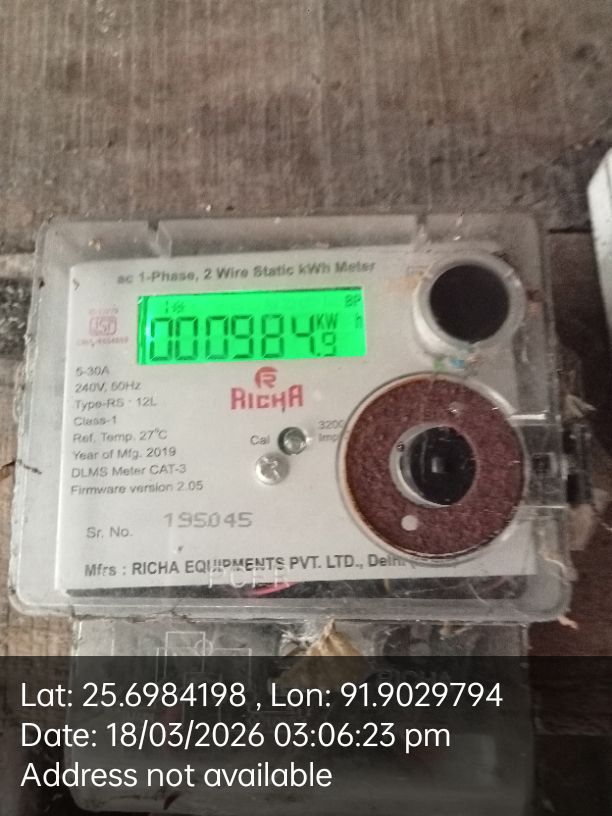 ac 1-Phase, 2 Wire Static kWh Meter
BP
000984.9 KWh
5-30A
240V, 50Hz
Type-RS - 12L
Class-1
Ref. Temp. 27°C
Year of Mfg. 2019
DLMS Meter CAT-3
Firmware version 2.05
RICHA
Cal
3200
Imp
Sr. No. 195045
Mfrs : RICHA EQUIPMENTS PVT. LTD., Delhi
Lat: 25.6984198 , Lon: 91.9029794
Date: 18/03/2026 03:06:23 pm
Address not available